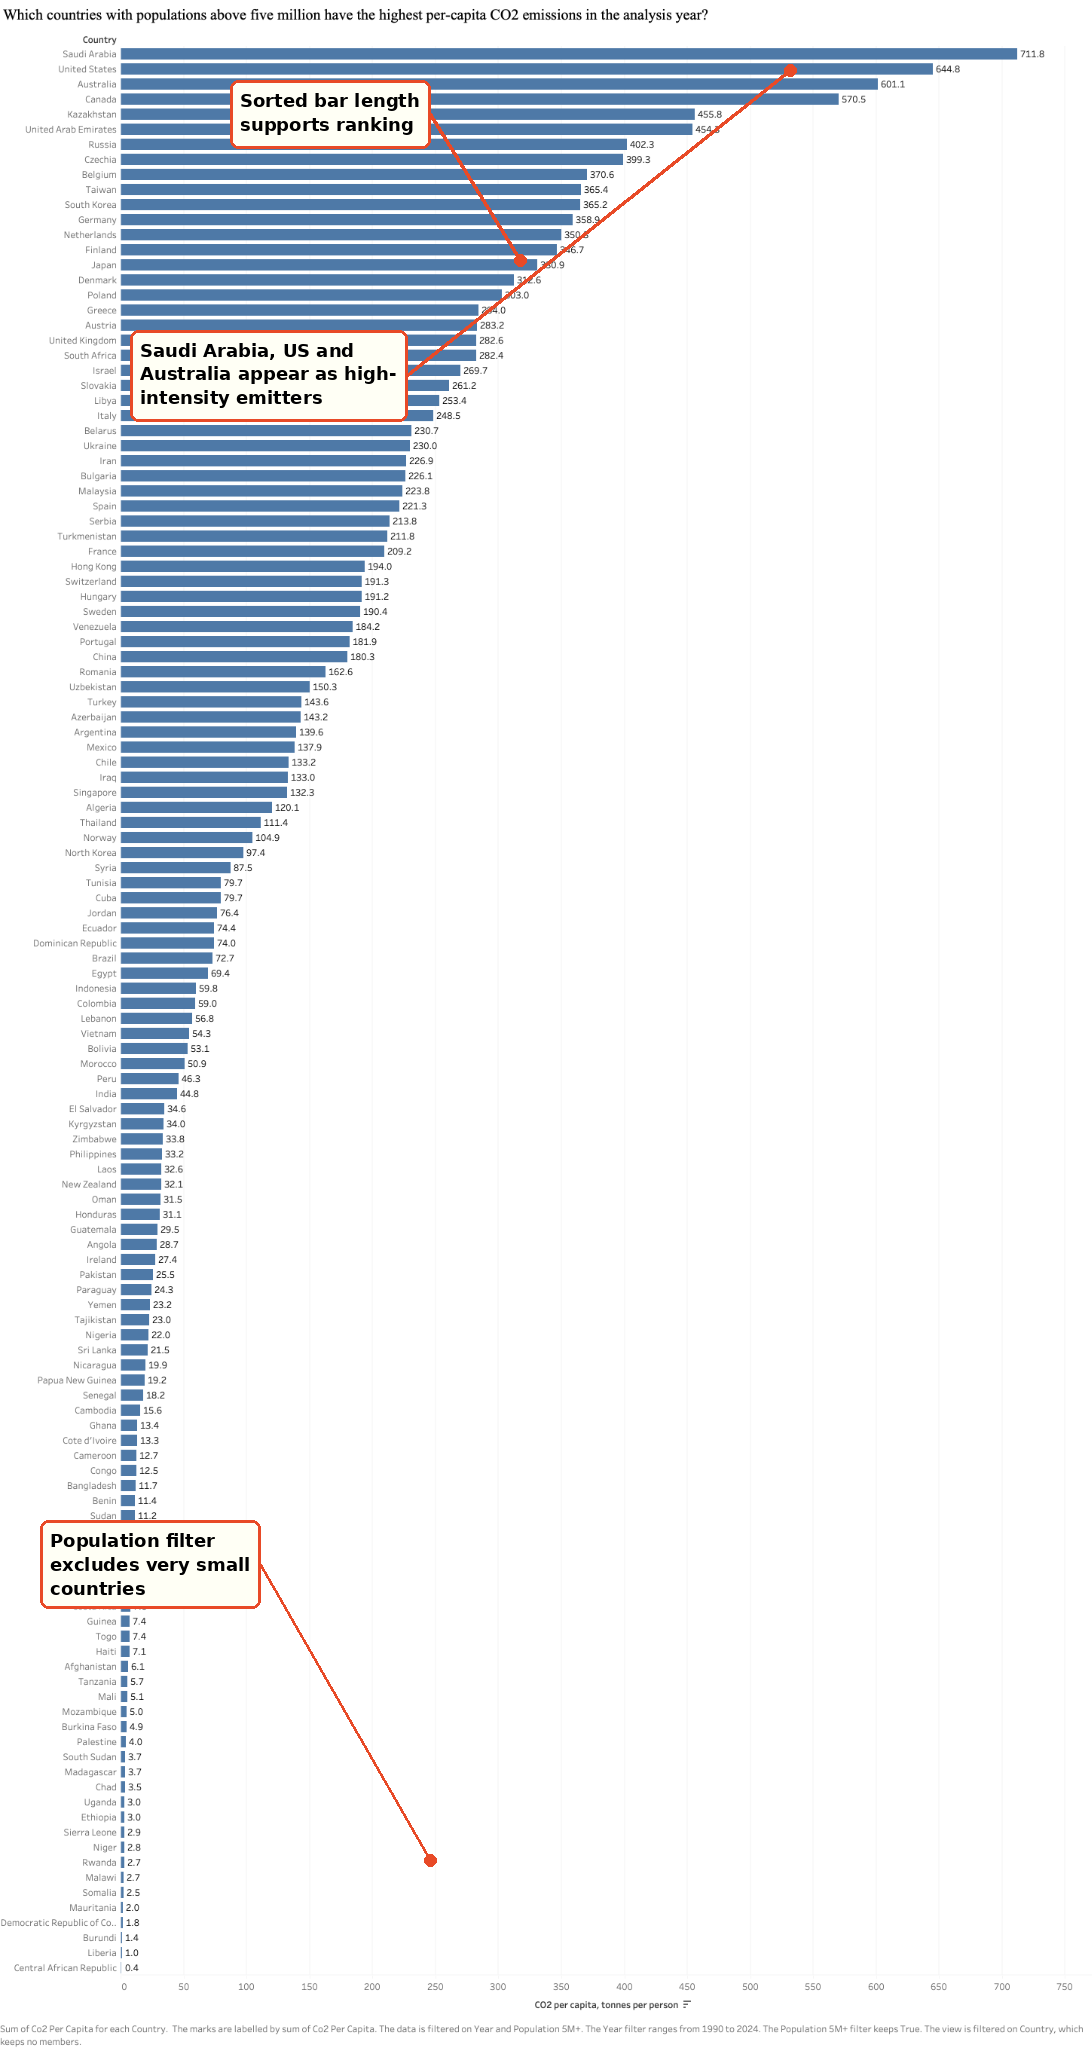 Which countries with populations above five million have the highest per-capita CO2 emissions in the analysis year?
Country
Saudi Arabia 711.8
United States 644.8
Australia 601.1
Canada 570.5
Sorted bar length
supports ranking
Kazakhstan 455.8
United Arab Emirates
Russia 402.3
Czechia 399.3
Belgium 370.6
Taiwan 365.4
South Korea 365.2
Germany 358.9
Netherlands
Finland
Japan
Denmark
Poland
Greece
Austria 283.2
United Kingdom 282.6
South Africa 282.4
Saudi Arabia, US and
Australia appear as high-
intensity emitters
Israel 269.7
Slovakia 261.2
Libya 253.4
Italy 248.5
Belarus 230.7
Ukraine 230.0
Iran 226.9
Bulgaria 226.1
Malaysia 223.8
Spain 221.3
Serbia 213.8
Turkmenistan 211.8
France 209.2
Hong Kong 194.0
Switzerland 191.3
Hungary 191.2
Sweden 190.4
Venezuela 184.2
Portugal 181.9
China 180.3
Romania 162.6
Uzbekistan 150.3
Turkey 143.6
Azerbaijan 143.2
Argentina 139.6
Mexico 137.9
Chile 133.2
Iraq 133.0
Singapore 132.3
Algeria 120.1
Thailand 111.4
Norway 104.9
North Korea 97.4
Syria 87.5
Tunisia 79.7
Cuba 79.7
Jordan 76.4
Ecuador 74.4
Dominican Republic 74.0
Brazil 72.7
Egypt 69.4
Indonesia 59.8
Colombia 59.0
Lebanon 56.8
Vietnam 54.3
Bolivia 53.1
Morocco 50.9
Peru 46.3
India 44.8
El Salvador 34.6
Kyrgyzstan 34.0
Zimbabwe 33.8
Philippines 33.2
Laos 32.6
New Zealand 32.1
Oman 31.5
Honduras 31.1
Guatemala 29.5
Angola 28.7
Ireland 27.4
Pakistan 25.5
Paraguay 24.3
Yemen 23.2
Tajikistan 23.0
Nigeria 22.0
Sri Lanka 21.5
Nicaragua 19.9
Papua New Guinea 19.2
Senegal 18.2
Cambodia 15.6
Ghana 13.4
Cote d'Ivoire 13.3
Cameroon 12.7
Congo 12.5
Bangladesh 11.7
Benin 11.4
Sudan 11.2
Population filter
excludes very small
countries
Guinea 7.4
Togo 7.4
Haiti 7.1
Afghanistan 6.1
Tanzania 5.7
Mali 5.1
Mozambique 5.0
Burkina Faso 4.9
Palestine 4.0
South Sudan 3.7
Madagascar 3.7
Chad 3.5
Uganda 3.0
Ethiopia 3.0
Sierra Leone 2.9
Niger 2.8
Rwanda 2.7
Malawi 2.7
Somalia 2.5
Mauritania 2.0
Democratic Republic of Co.. 1.8
Burundi 1.4
Liberia 1.0
Central African Republic 0.4
0 50 100 150 200 250 300 350 400 450 500 550 600 650 700 750
CO2 per capita, tonnes per person
Sum of Co2 Per Capita for each Country. The marks are labelled by sum of Co2 Per Capita. The data is filtered on Year and Population 5M+. The Year filter ranges from 1990 to 2024. The Population 5M+ filter keeps True. The view is filtered on Country, which
keeps no members.